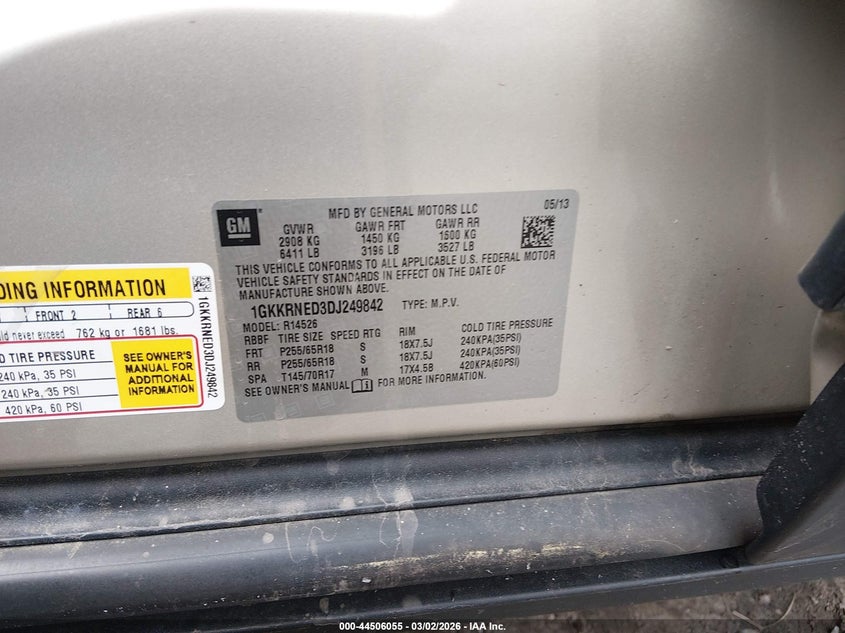 GM
MFD BY GENERAL MOTORS LLC
05/13
GVWR GAWR FRT GAWR RR
2908 KG 1450 KG 1600 KG
6411 LB 3196 LB 3527 LB
THIS VEHICLE CONFORMS TO ALL APPLICABLE U.S. FEDERAL MOTOR
VEHICLE SAFETY STANDARDS IN EFFECT ON THE DATE OF
MANUFACTURE SHOWN ABOVE.
1GKKRNED3DJ249842 TYPE: M.P.V.
MODEL: R14526
RBBF TIRE SIZE SPEED RTG RIM COLD TIRE PRESSURE
FRT P255/65R18 S 18X7.5J 240KPA(35PSI)
RR P255/65R18 S 18X7.5J 240KPA(35PSI)
SPA T145/70R17 M 17X4.5B 420KPA(60PSI)
SEE OWNER'S MANUAL FOR MORE INFORMATION.
DING INFORMATION
FRONT 2 REAR 6
ld never exceed 762 kg or 1681 lbs.
D TIRE PRESSURE
240 kPa, 35 PSI
240 kPa, 35 PSI
420 kPa, 60 PSI
SEE OWNER'S
MANUAL FOR
ADDITIONAL
INFORMATION
1GKKRNED3DJ249842
000-44506055 - 03/02/2026 - IAA Inc.